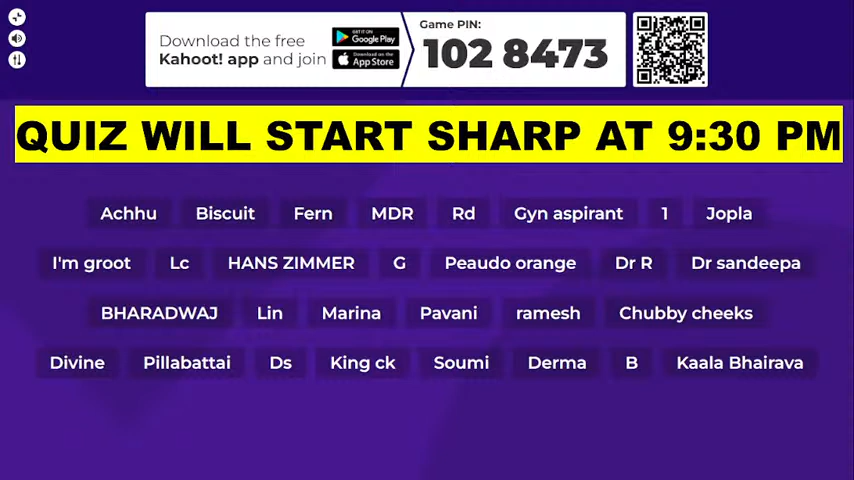 Download the free
Kahoot! app and join
GET IT ON
Google Play
Download on the
App Store
Game PIN:
102 8473
QUIZ WILL START SHARP AT 9:30 PM
Achhu Biscuit Fern MDR Rd Gyn aspirant 1 Jopla
I'm groot Lc HANS ZIMMER G Peaudo orange Dr R Dr sandeepa
BHARADWAJ Lin Marina Pavani ramesh Chubby cheeks
Divine Pillabattai Ds King ck Soumi Derma B Kaala Bhairava